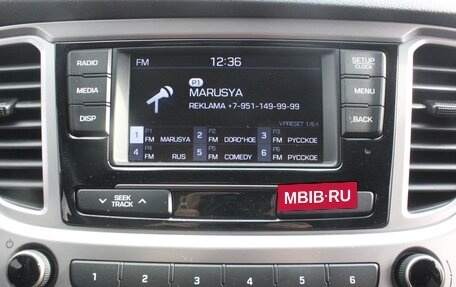 FM 12:36
RADIO
MEDIA
DISP
SETUP
CLOCK
MENU
BACK
P1
MARUSYA
REKLAMA +7-951-149-99-99
PRESET 1/6
1 P1 FM MARUSYA 2 P2 FM DORO*HOE 3 P3 FM РУССКОЕ
4 P4 FM RUS 5 P5 FM COMEDY 6 P6 FM РУССКОЕ
SEEK
TRACK
MBIB·RU
1 2 3 4 5 6